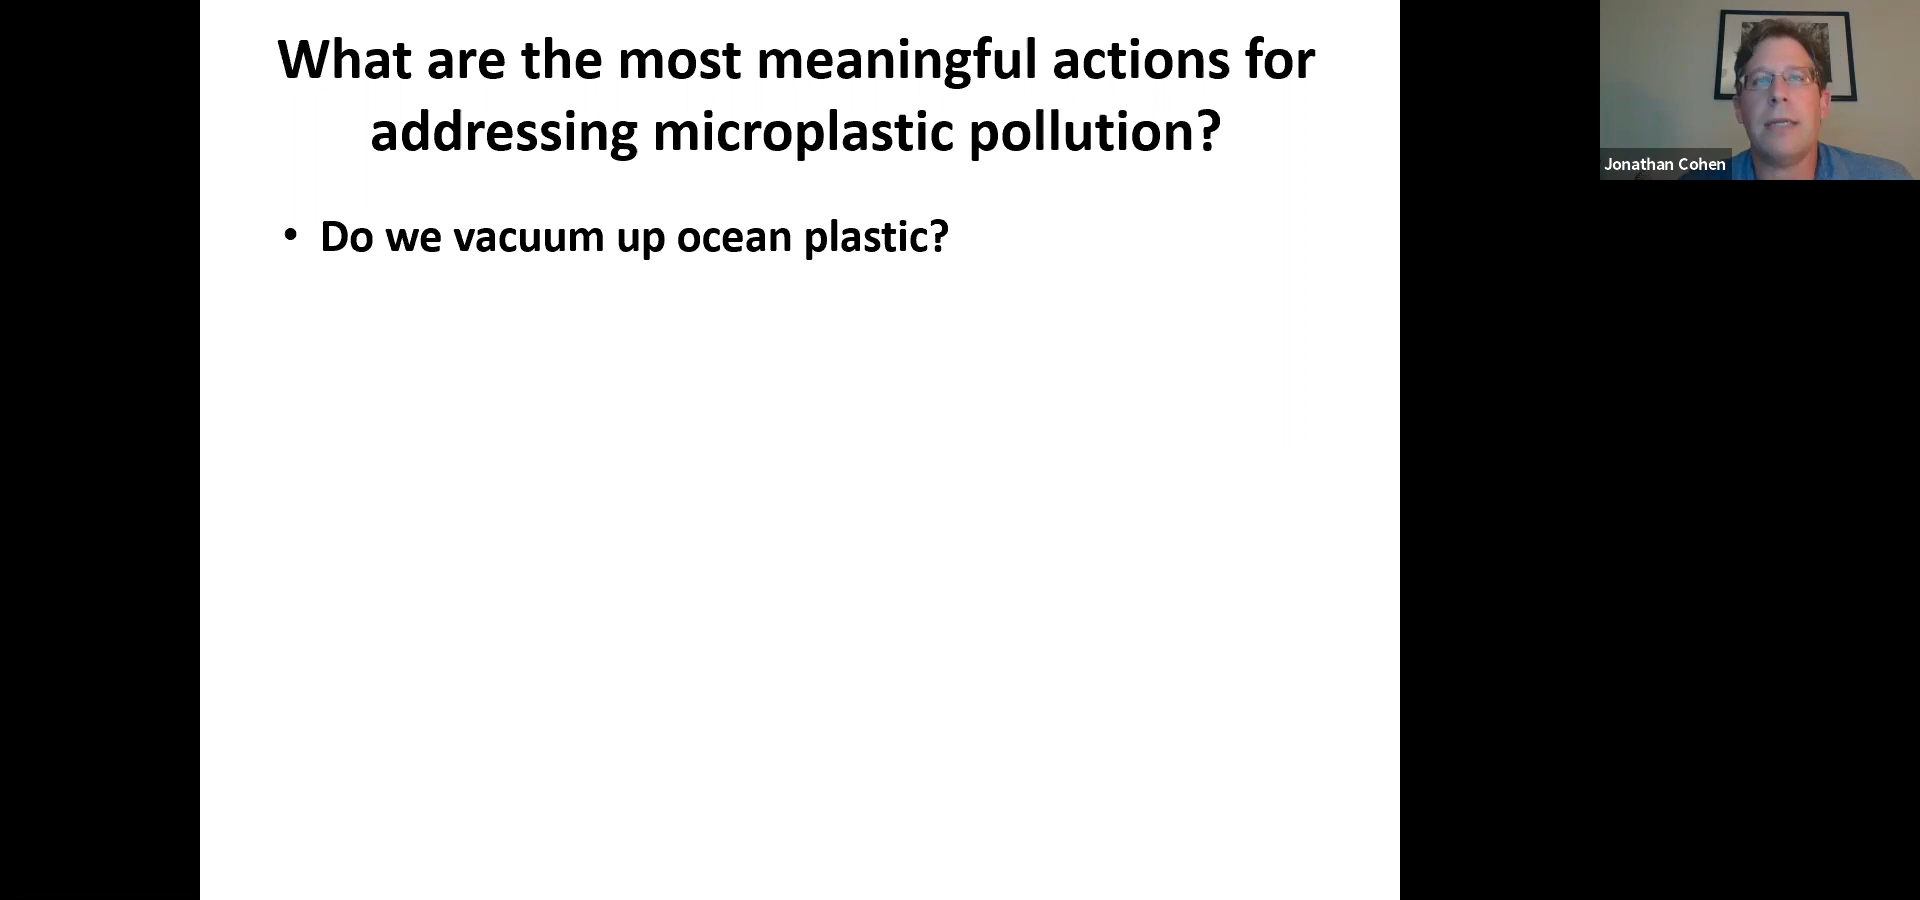 What are the most meaningful actions for
addressing microplastic pollution?
• Do we vacuum up ocean plastic?
Jonathan Cohen